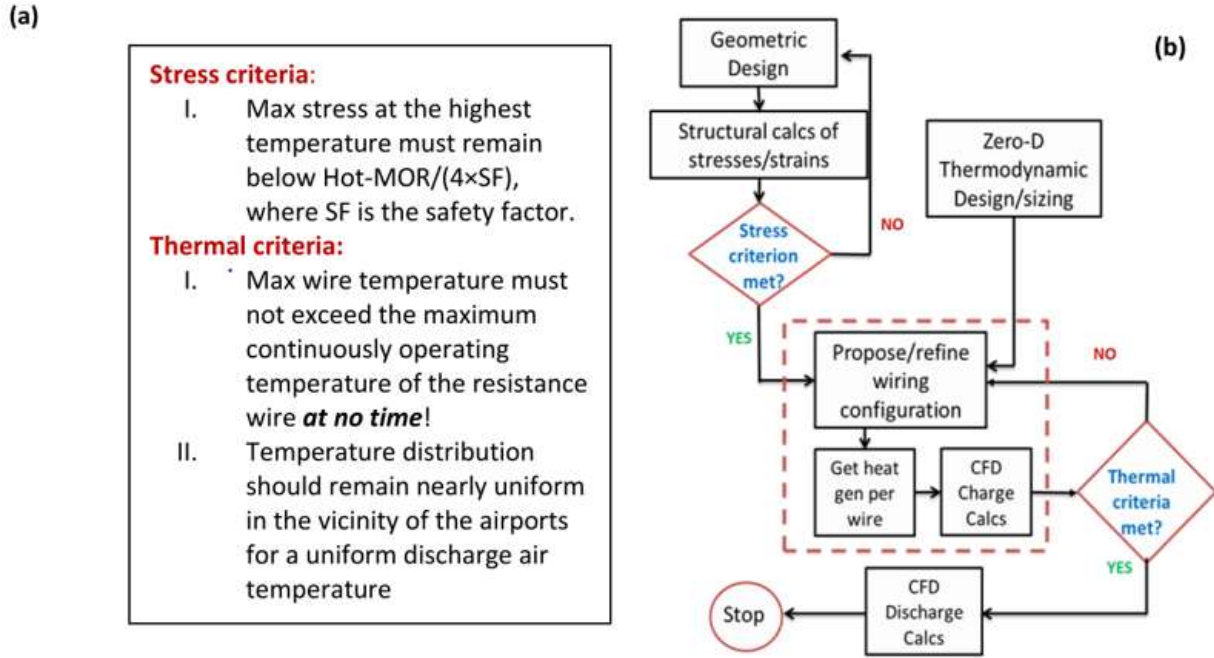 (a)
Stress criteria:
I. Max stress at the highest
temperature must remain
below Hot-MOR/(4×SF),
where SF is the safety factor.
Thermal criteria:
I. Max wire temperature must
not exceed the maximum
continuously operating
temperature of the resistance
wire at no time!
II. Temperature distribution
should remain nearly uniform
in the vicinity of the airports
for a uniform discharge air
temperature
(b)
Geometric
Design
Structural calcs of
stresses/strains
Stress
criterion
met?
NO
YES
Zero-D
Thermodynamic
Design/sizing
Propose/refine
wiring
configuration
Get heat
gen per
wire
CFD
Charge
Calcs
NO
Thermal
criteria
met?
YES
CFD
Discharge
Calcs
Stop